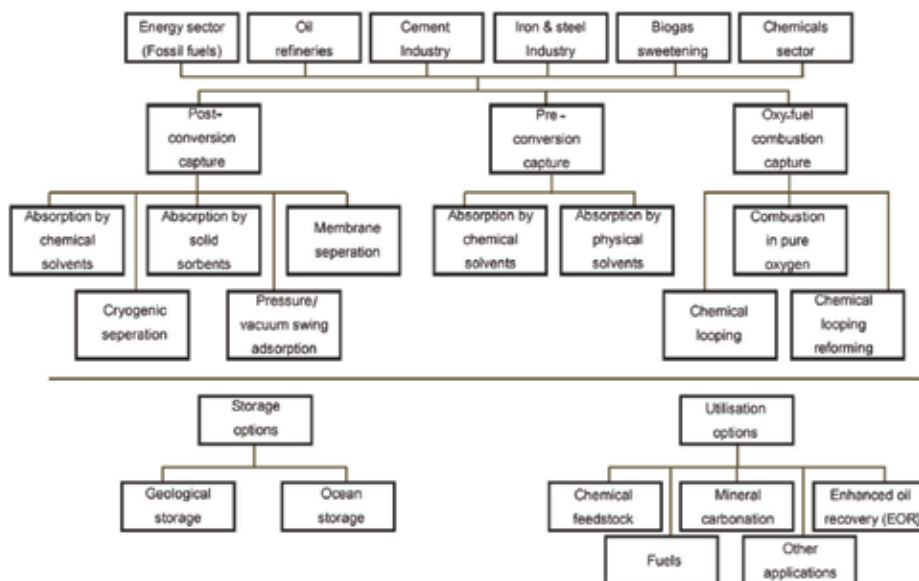 Energy sector
(Fossil fuels)
Oil
refineries
Cement
Industry
Iron & steel
Industry
Biogas
sweetening
Chemicals
sector
Post-
conversion
capture
Pre-
conversion
capture
Oxy-fuel
combustion
capture
Absorption by
chemical
solvents
Absorption by
solid
sorbents
Membrane
seperation
Absorption by
chemical
solvents
Absorption by
physical
solvents
Combustion
in pure
oxygen
Cryogenic
seperation
Pressure/
vacuum swing
adsorption
Chemical
looping
Chemical
looping
reforming
Storage
options
Utilisation
options
Geological
storage
Ocean
storage
Chemical
feedstock
Mineral
carbonation
Enhanced oil
recovery (EOR)
Fuels
Other
applications